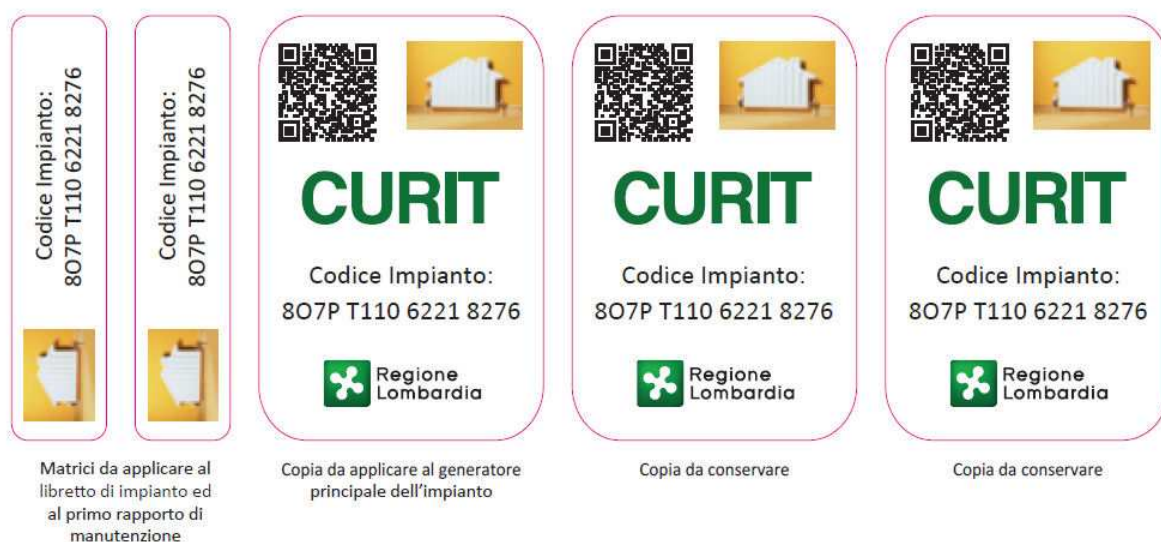 Codice Impianto:
8O7P T110 6221 8276
Codice Impianto:
8O7P T110 6221 8276
Matrici da applicare al
libretto di impianto ed
al primo rapporto di
manutenzione
CURIT
Codice Impianto:
8O7P T110 6221 8276
Regione
Lombardia
Copia da applicare al generatore
principale dell'impianto
CURIT
Codice Impianto:
8O7P T110 6221 8276
Regione
Lombardia
Copia da conservare
CURIT
Codice Impianto:
8O7P T110 6221 8276
Regione
Lombardia
Copia da conservare